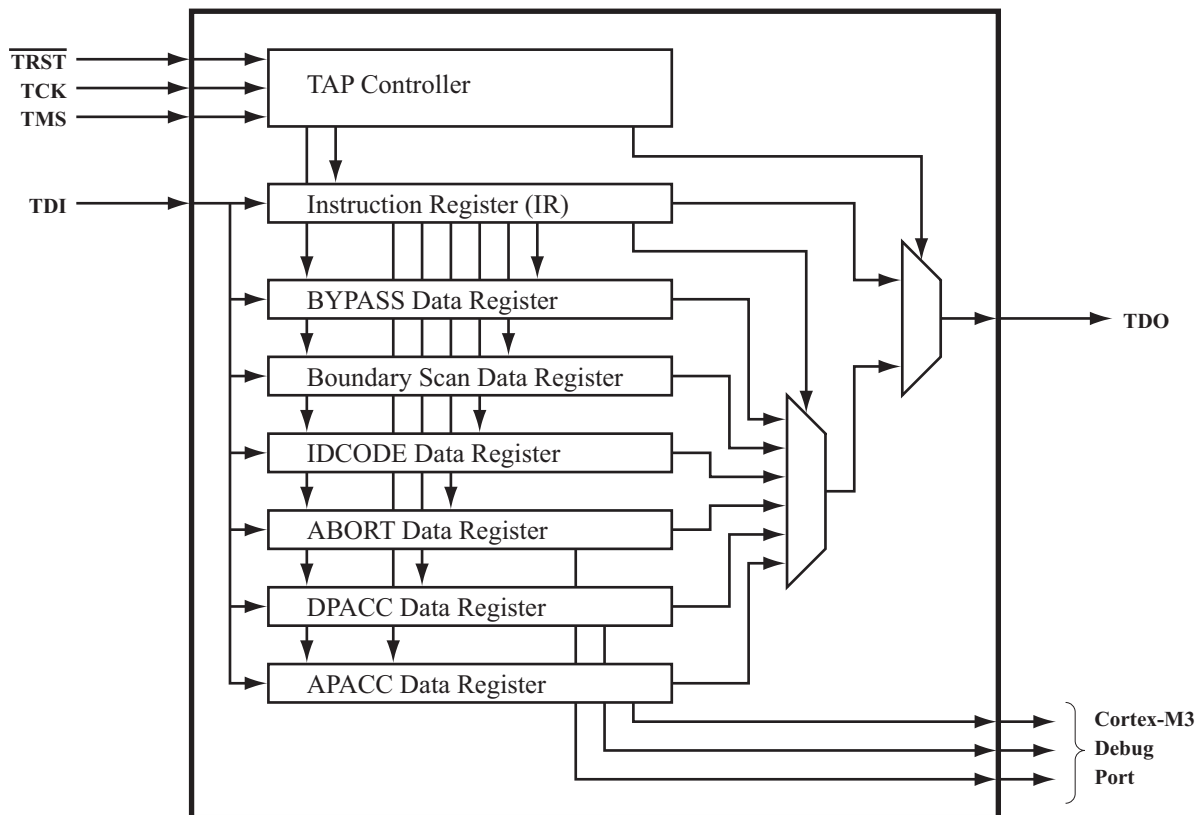 TRST
TCK
TMS
TDI
TAP Controller
Instruction Register (IR)
BYPASS Data Register
Boundary Scan Data Register
IDCODE Data Register
ABORT Data Register
DPACC Data Register
APACC Data Register
TDO
Cortex-M3
Debug
Port